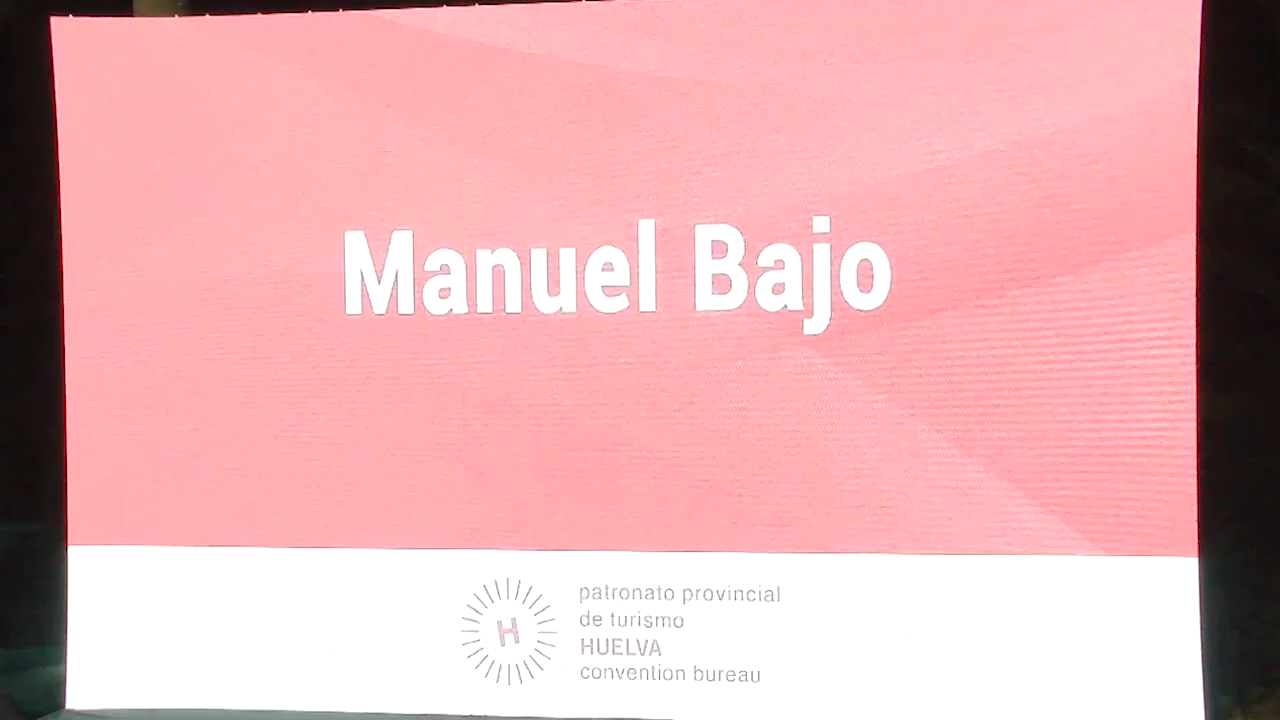 Manuel Bajo
H
patronato provincial
de turismo
HUELVA
convention bureau